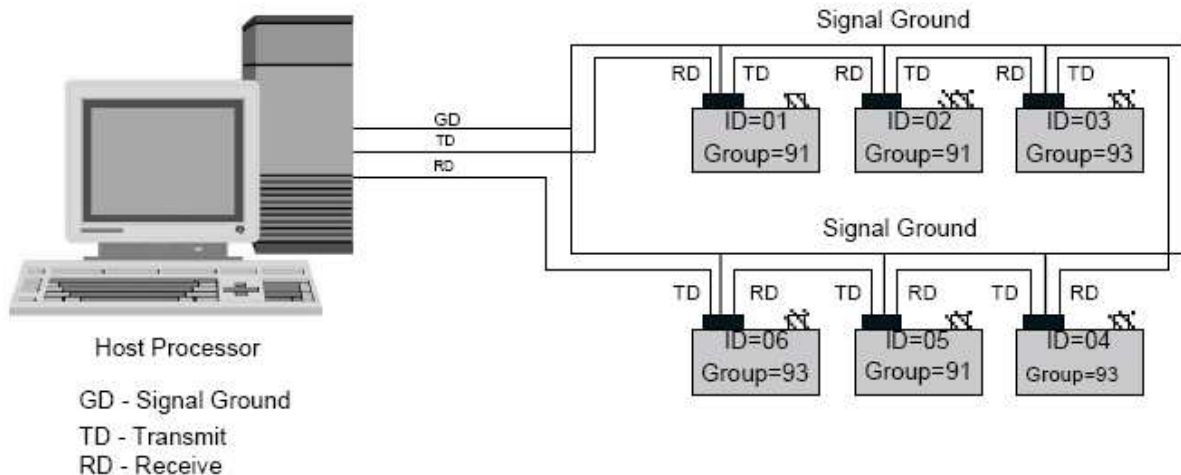 Signal Ground
RD TD RD TD RD TD
GD
TD
RD
ID=01 ID=02 ID=03
Group=91 Group=91 Group=93
Signal Ground
TD RD TD RD TD RD
ID=06 ID=05 ID=04
Group=93 Group=91 Group=93
Host Processor
GD - Signal Ground
TD - Transmit
RD - Receive